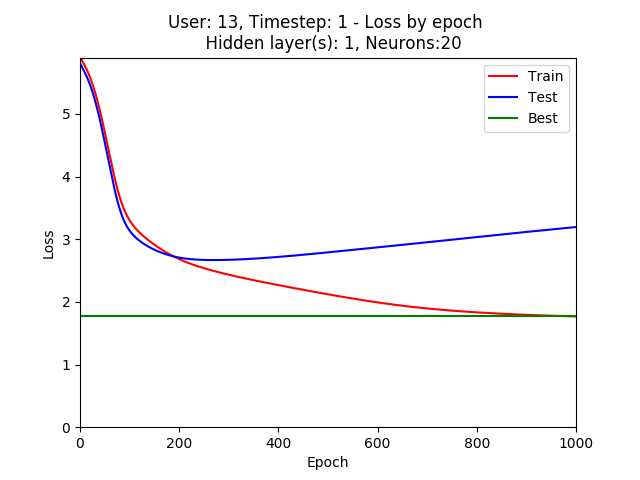 User: 13, Timestep: 1 - Loss by epoch
Hidden layer(s): 1, Neurons:20
Train
Test
Best
5
4
3
2
1
0
Loss
0 200 400 600 800 1000
Epoch